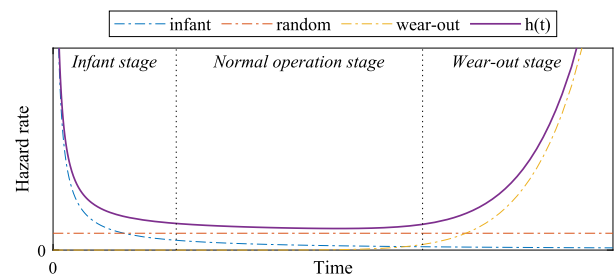 infant random wear-out h(t)
Infant stage Normal operation stage Wear-out stage
Hazard rate
0
0 Time